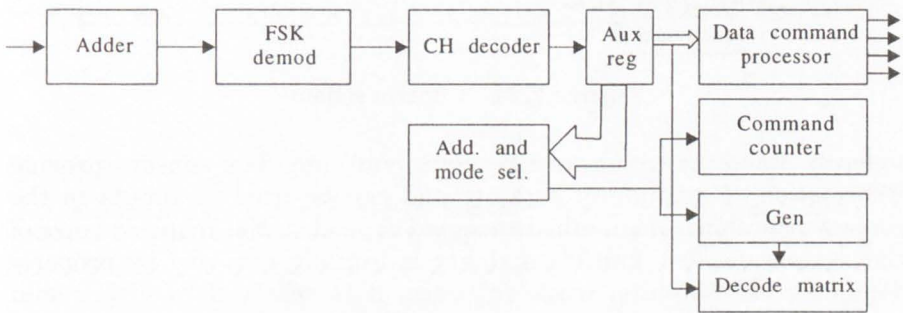 Adder
FSK
demod
CH decoder
Aux
reg
Data command
processor
Add. and
mode sel.
Command
counter
Gen
Decode matrix